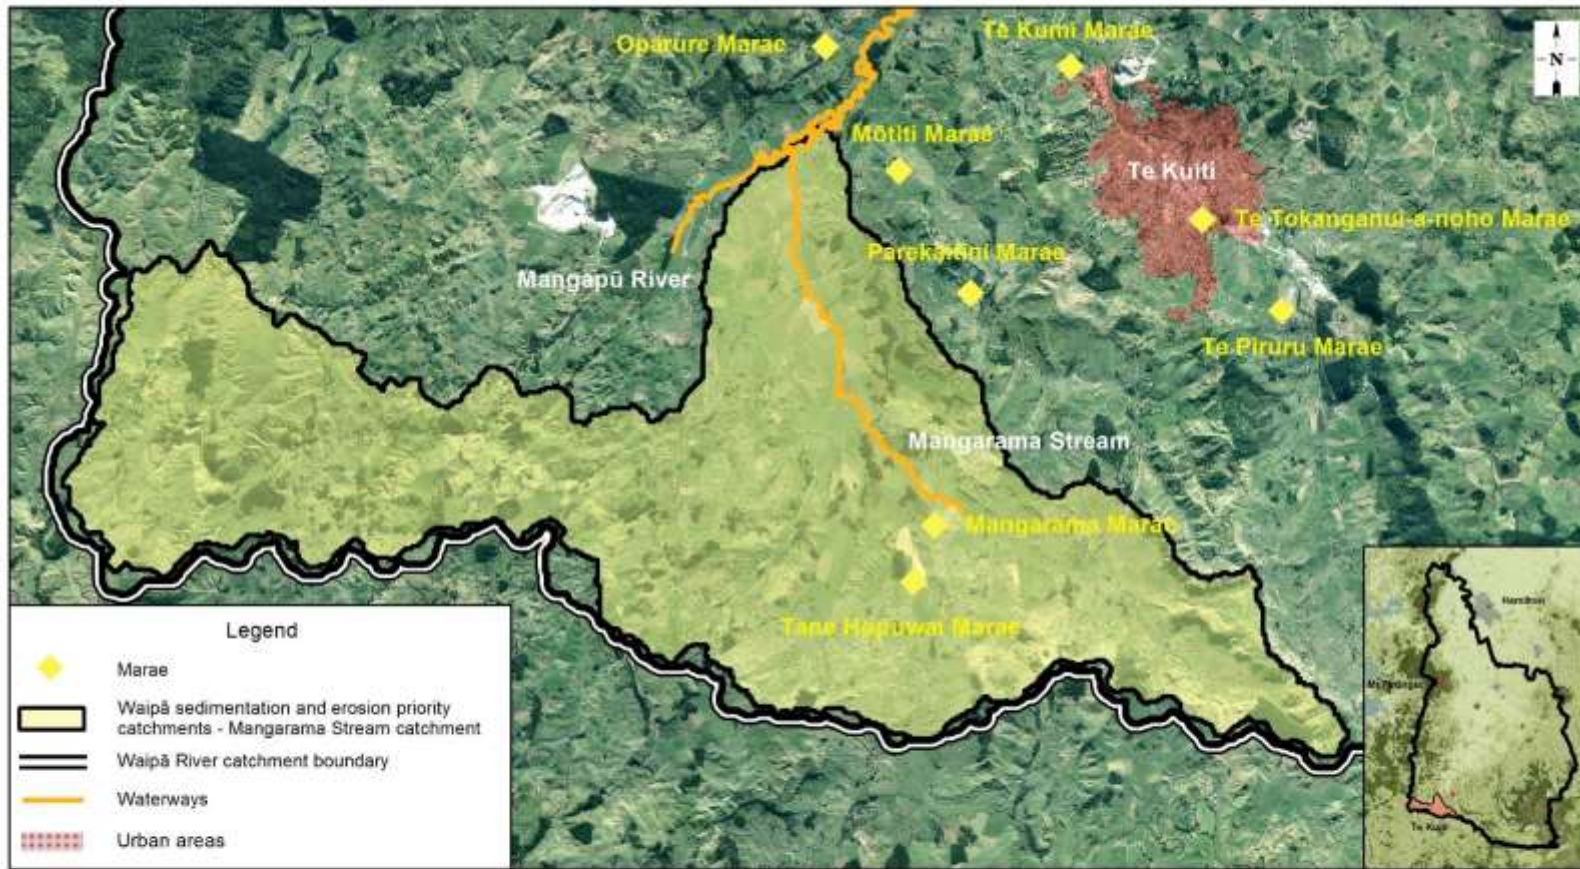 Oparure Marae
Te Kumi Marae
N
Mōtiti Marae
Te Kuiti
Te Tokanganui-a-noho Marae
Parekaitini Marae
Mangapū River
Te Piruru Marae
Mangarama Stream
Mangarama Marae
Tane Hopuwai Marae
Legend
Marae
Waipā sedimentation and erosion priority
catchments - Mangarama Stream catchment
Waipā River catchment boundary
Waterways
Urban areas
Hamilton
Te Kuiti